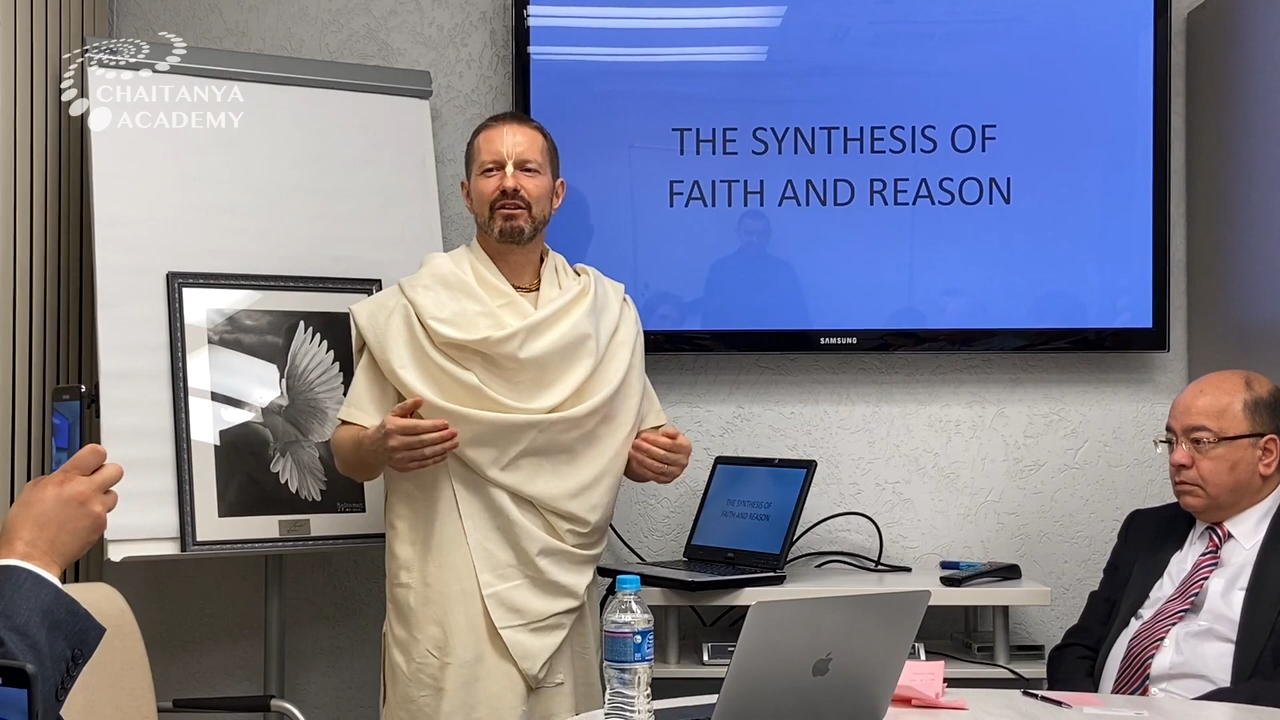 CHAITANYA
ACADEMY
THE SYNTHESIS OF
FAITH AND REASON
SAMSUNG
THE SYNTHESIS OF
FAITH AND REASON